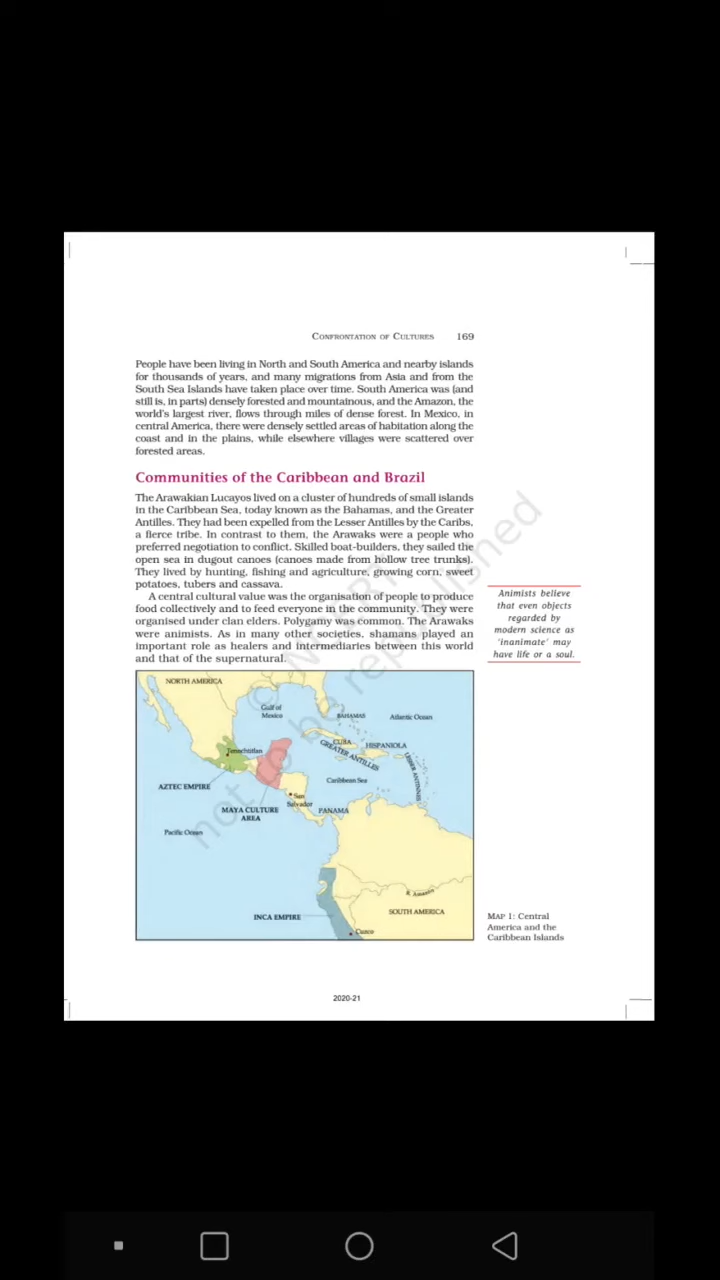 CONFRONTATION OF CULTURES 169
People have been living in North and South America and nearby islands
for thousands of years, and many migrations from Asia and from the
South Sea Islands have taken place over time. South America was (and
still is, in parts) densely forested and mountainous, and the Amazon, the
world's largest river, flows through miles of dense forest. In Mexico, in
central America, there were densely settled areas of habitation along the
coast and in the plains, while elsewhere villages were scattered over
forested areas.
Communities of the Caribbean and Brazil
The Arawakian Lucayos lived on a cluster of hundreds of small islands
in the Caribbean Sea, today known as the Bahamas, and the Greater
Antilles. They had been expelled from the Lesser Antilles by the Caribs,
a fierce tribe. In contrast to them, the Arawaks were a people who
preferred negotiation to conflict. Skilled boat-builders, they sailed the
open sea in dugout canoes (canoes made from hollow tree trunks).
They lived by hunting, fishing and agriculture, growing corn, sweet
potatoes, tubers and cassava.
A central cultural value was the organisation of people to produce
food collectively and to feed everyone in the community. They were
organised under clan elders. Polygamy was common. The Arawaks
were animists. As in many other societies, shamans played an
important role as healers and intermediaries between this world
and that of the supernatural.
Animists believe
that even objects
regarded by
modern science as
'inanimate' may
have life or a soul.
NORTH AMERICA
Gulf of
Mexico
BAHAMAS
Atlantic Ocean
CUBA
HISPANIOLA
GREATER ANTILLES
LESSER ANTINNES
Tenochtitlan
AZTEC EMPIRE
Caribbean Sea
San
Salvador
MAYA CULTURE
AREA
PANAMA
Pacific Ocean
R. Amazon
SOUTH AMERICA
INCA EMPIRE
Cuzco
MAP 1: Central
America and the
Caribbean Islands
© NCERT
not to be republished
2020-21